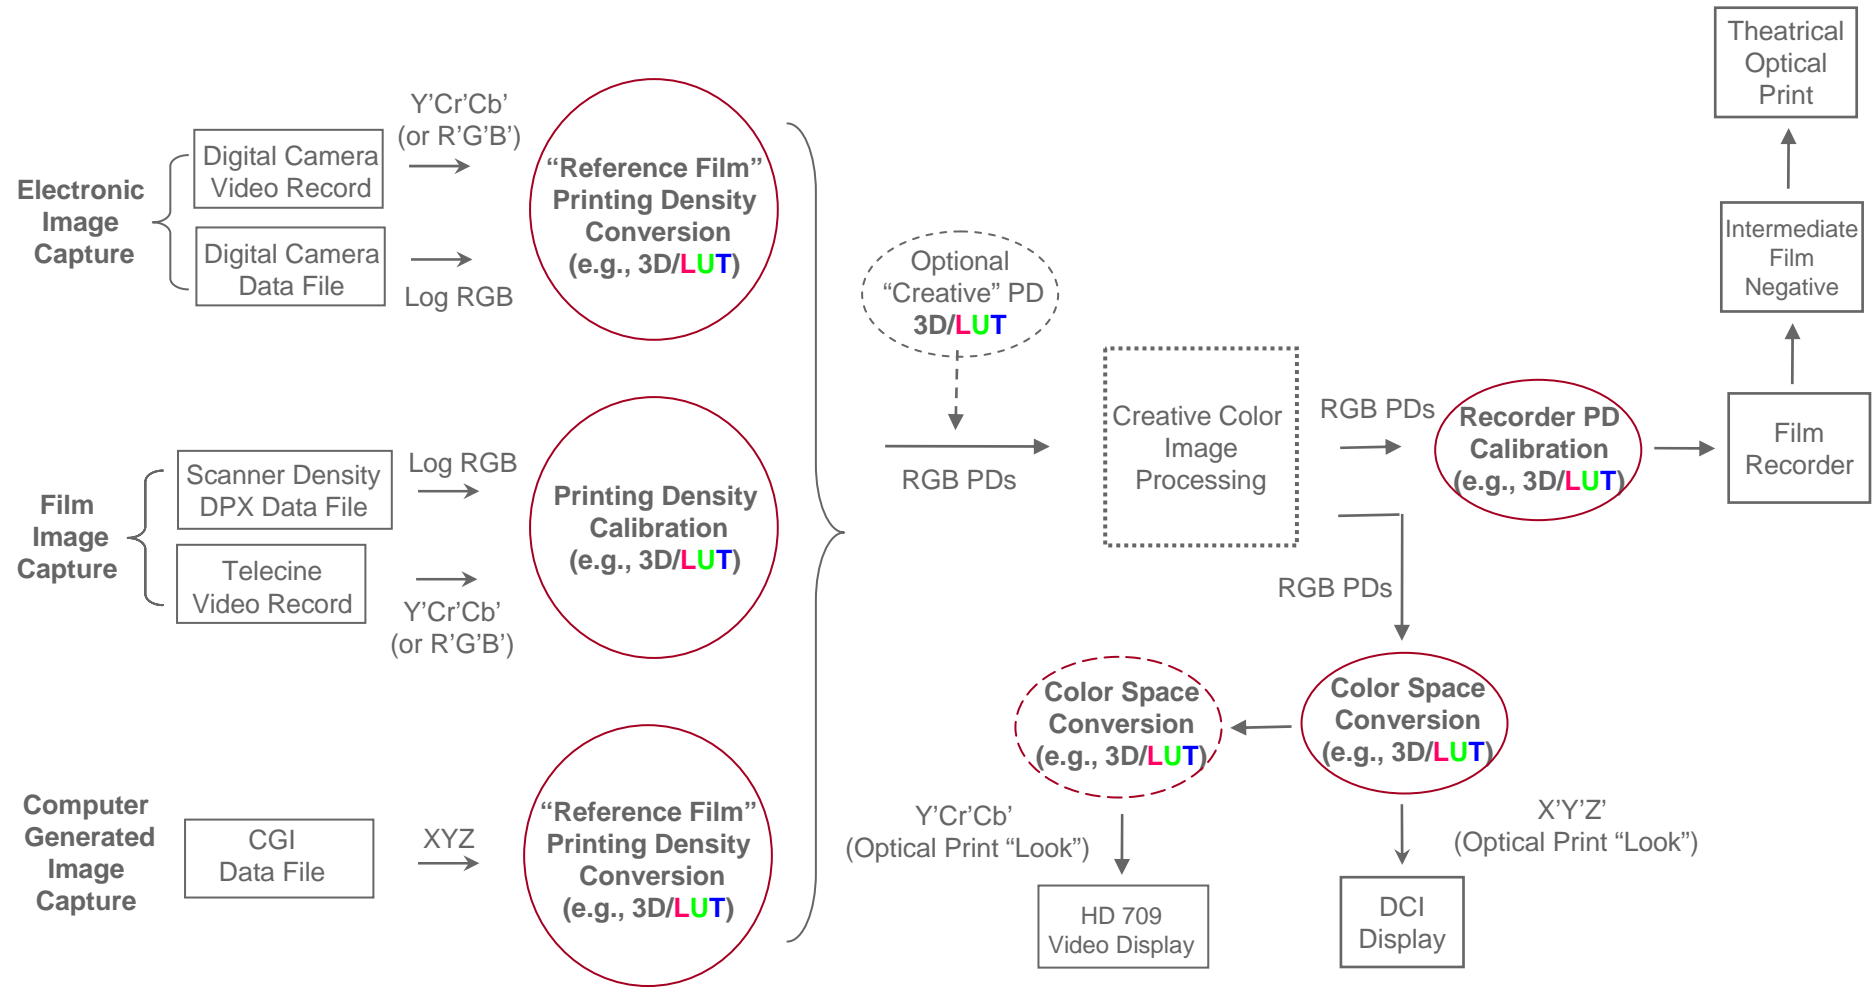 Electronic
Image
Capture
Digital Camera
Video Record
Digital Camera
Data File
Y’Cr’Cb’
(or R’G’B’)
Log RGB
“Reference Film”
Printing Density
Conversion
(e.g., 3D/LUT)
Film
Image
Capture
Scanner Density
DPX Data File
Telecine
Video Record
Log RGB
Y’Cr’Cb’
(or R’G’B’)
Printing Density
Calibration
(e.g., 3D/LUT)
Computer
Generated
Image
Capture
CGI
Data File
XYZ
“Reference Film”
Printing Density
Conversion
(e.g., 3D/LUT)
Optional
“Creative” PD
3D/LUT
RGB PDs
Creative Color
Image
Processing
RGB PDs
Recorder PD
Calibration
(e.g., 3D/LUT)
Film
Recorder
Intermediate
Film
Negative
Theatrical
Optical
Print
RGB PDs
Color Space
Conversion
(e.g., 3D/LUT)
Color Space
Conversion
(e.g., 3D/LUT)
Y’Cr’Cb’
(Optical Print “Look”)
X’Y’Z’
(Optical Print “Look”)
HD 709
Video Display
DCI
Display